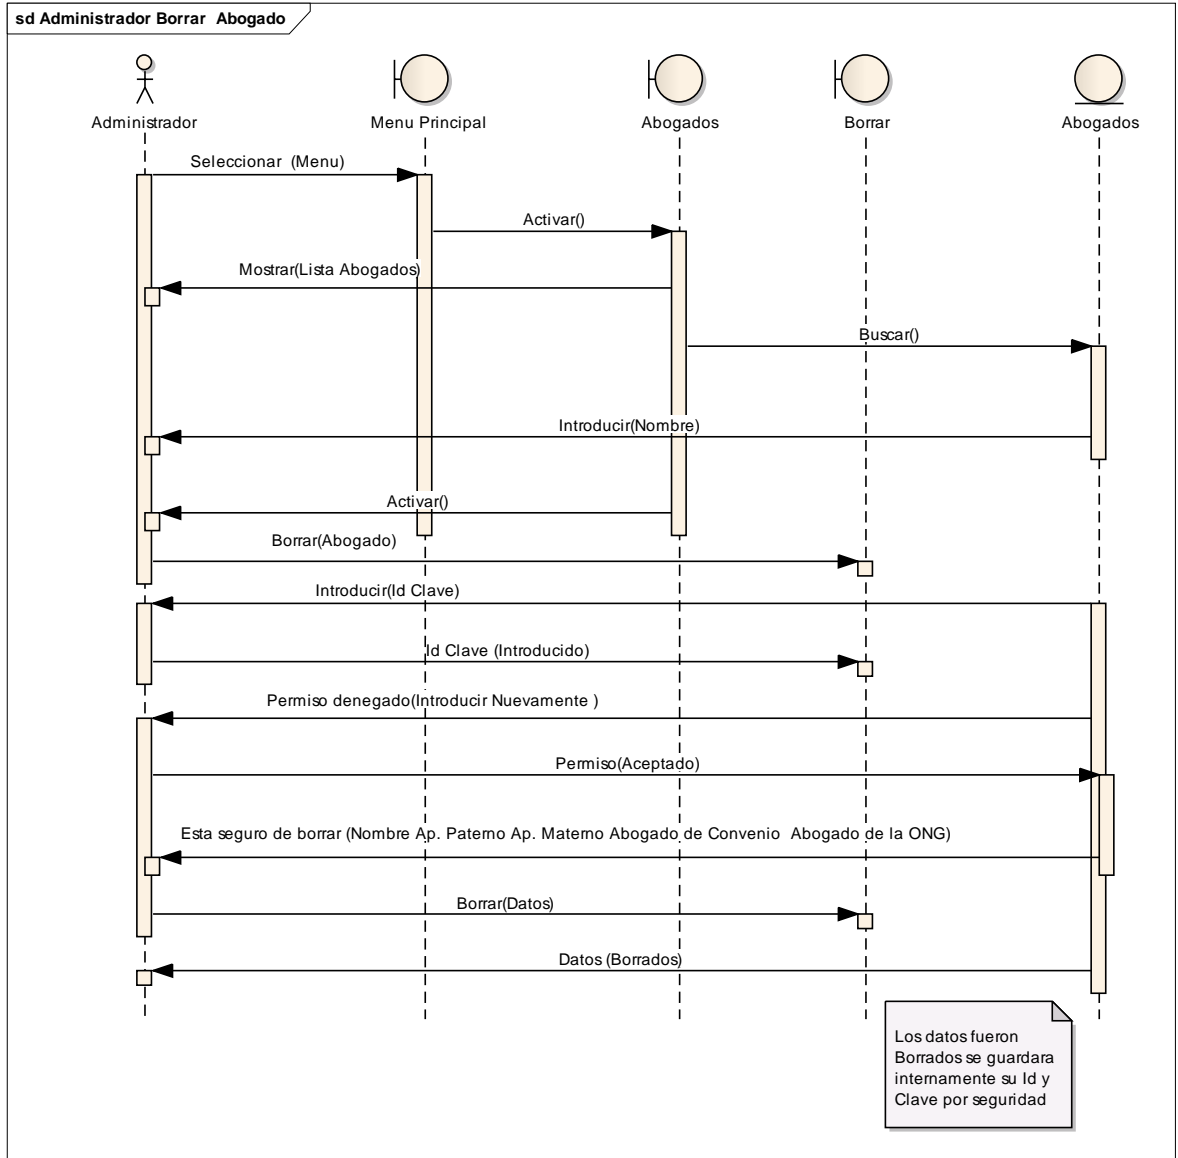 sd Administrador Borrar  Abogado
Administrador
Menu Principal
Abogados
Borrar
Abogados
Seleccionar  (Menu)
Activar()
Mostrar(Lista Abogados)
Buscar()
Introducir(Nombre)
Activar()
Borrar(Abogado)
Introducir(Id Clave)
Id Clave (Introducido)
Permiso denegado(Introducir Nuevamente )
Permiso(Aceptado)
Esta seguro de borrar (Nombre Ap. Paterno Ap. Materno Abogado de Convenio  Abogado de la ONG)
Borrar(Datos)
Datos (Borrados)
Los datos fueron
Borrados se guardara
internamente su Id y
Clave por seguridad